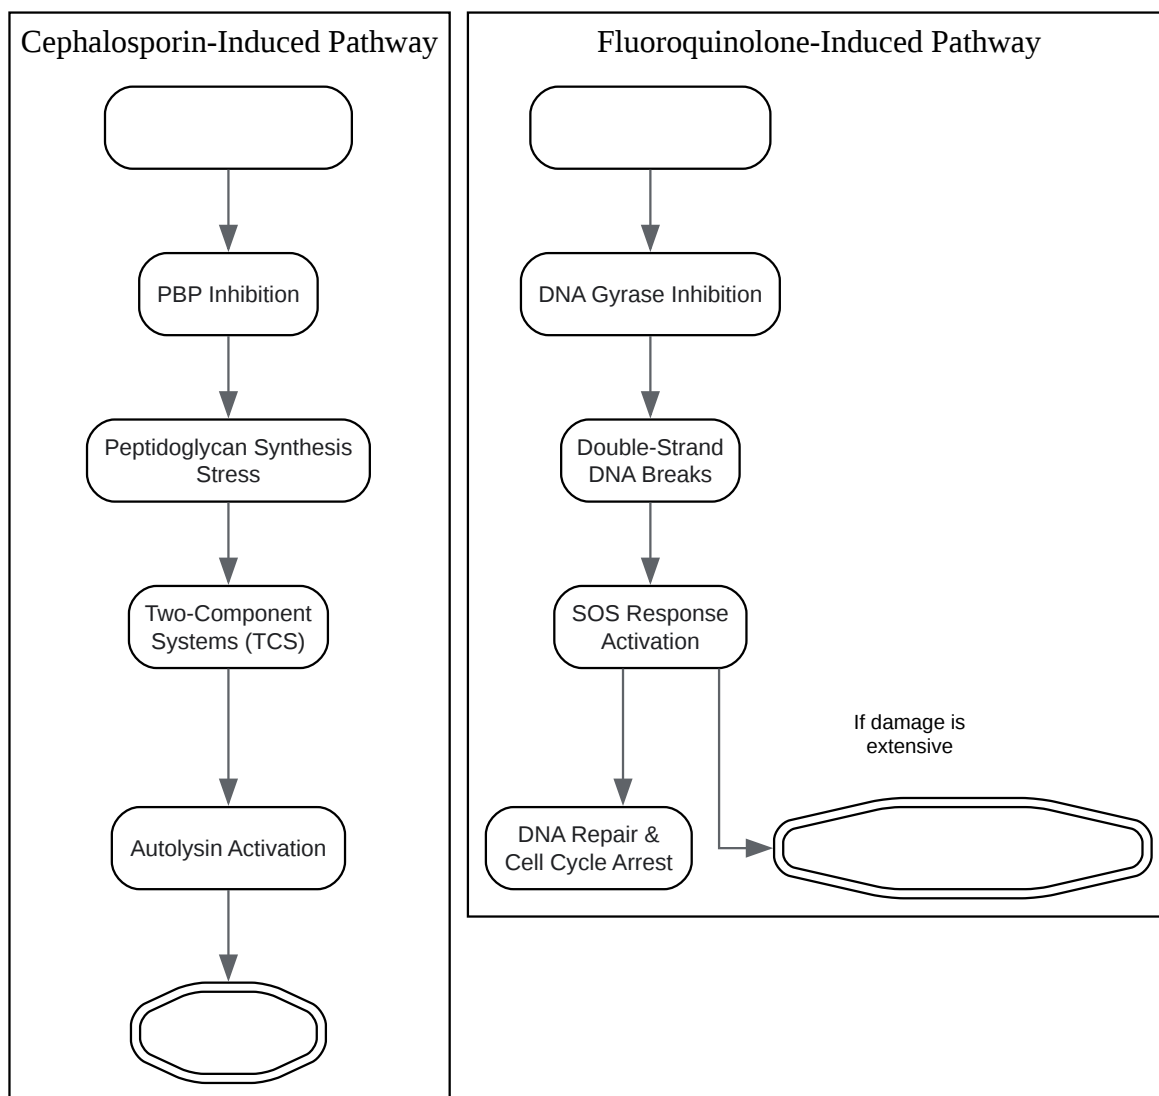 Cephalosporin-Induced Pathway
PBP Inhibition
Peptidoglycan Synthesis
Stress
Two-Component
Systems (TCS)
Autolysin Activation
Fluoroquinolone-Induced Pathway
DNA Gyrase Inhibition
Double-Strand
DNA Breaks
SOS Response
Activation
If damage is
extensive
DNA Repair &
Cell Cycle Arrest